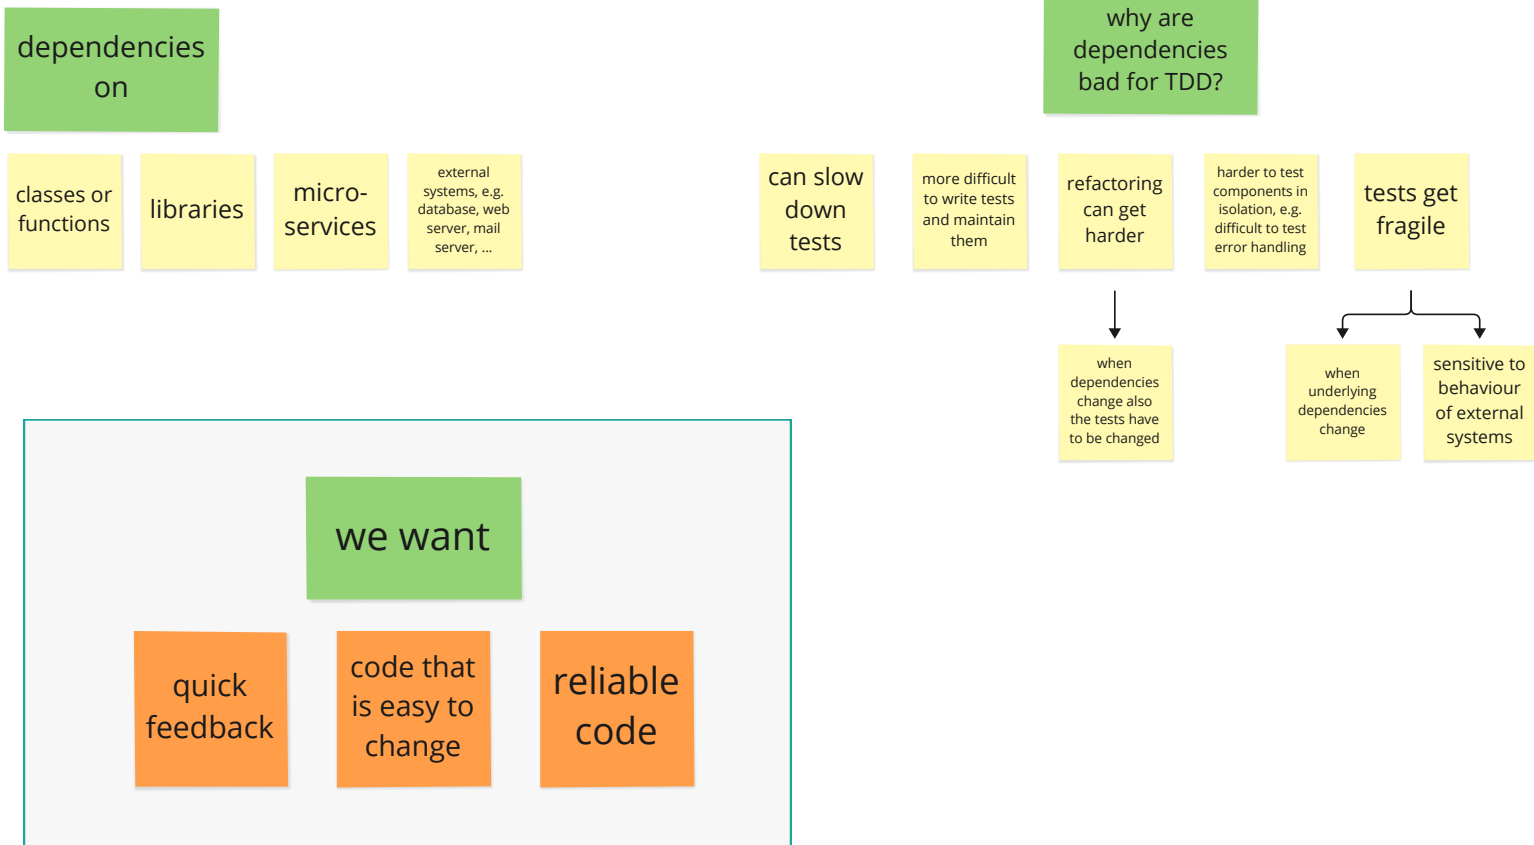 dependencies
on
classes or
functions
libraries
micro-
services
external
systems, e.g.
database, web
server, mail
server, ...
why are
dependencies
bad for TDD?
can slow
down
tests
more difficult
to write tests
and maintain
them
refactoring
can get
harder
harder to test
components in
isolation, e.g.
difficult to test
error handling
tests get
fragile
when
dependencies
change also
the tests have
to be changed
when
underlying
dependencies
change
sensitive to
behaviour
of external
systems
we want
quick
feedback
code that
is easy to
change
reliable
code